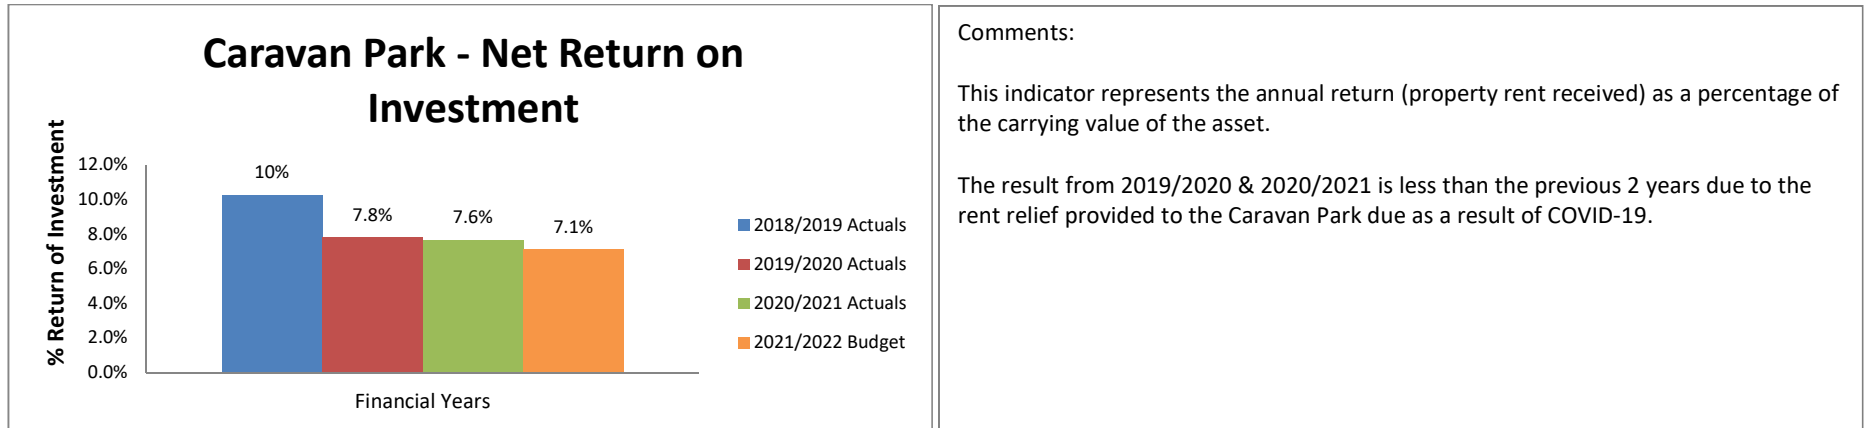 Caravan Park - Net Return on
Investment
% Return of Investment
12.0%
10.0%
8.0%
6.0%
4.0%
2.0%
0.0%
10%
7.8%
7.6%
7.1%
Financial Years
2018/2019 Actuals
2019/2020 Actuals
2020/2021 Actuals
2021/2022 Budget
Comments:
This indicator represents the annual return (property rent received) as a percentage of
the carrying value of the asset.
The result from 2019/2020 & 2020/2021 is less than the previous 2 years due to the
rent relief provided to the Caravan Park due as a result of COVID-19.